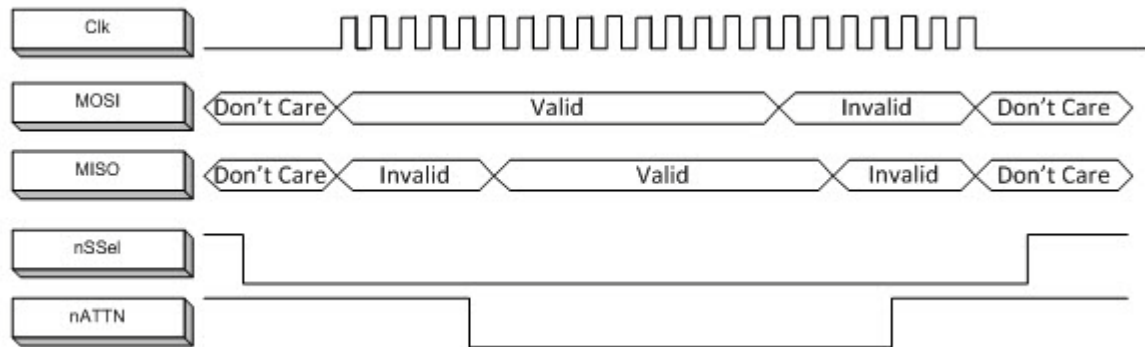 Clk
MOSI
Don't Care Valid Invalid Don't Care
MISO
Don't Care Invalid Valid Invalid Don't Care
nSSel
nATTN